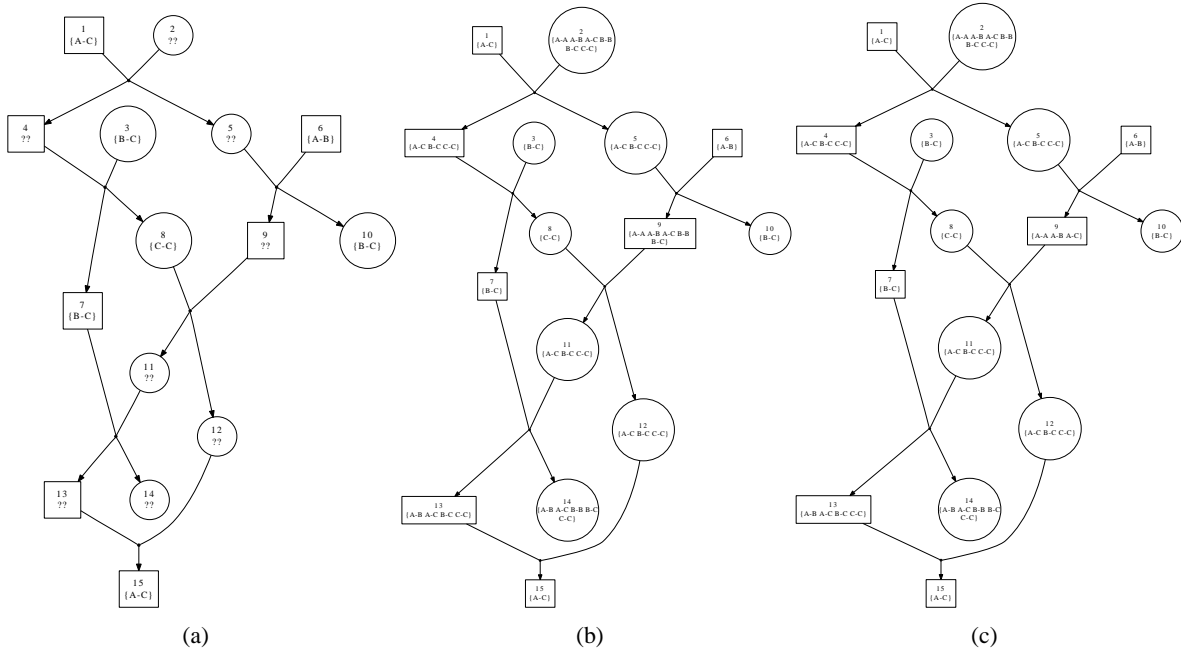 1
{A-C}
2
??
4
??
3
{B-C}
5
??
6
{A-B}
8
{C-C}
9
??
10
{B-C}
7
{B-C}
11
??
12
??
13
??
14
??
15
{A-C}
(a)
1
{A-C}
2
{A-A A-B A-C B-B
B-C C-C}
4
{A-C B-C C-C}
3
{B-C}
5
{A-C B-C C-C}
6
{A-B}
8
{C-C}
9
{A-A A-B A-C B-B
B-C}
10
{B-C}
7
{B-C}
11
{A-C B-C C-C}
12
{A-C B-C C-C}
13
{A-B A-C B-C C-C}
14
{A-B A-C B-B B-C
C-C}
15
{A-C}
(b)
1
{A-C}
2
{A-A A-B A-C B-B
B-C C-C}
4
{A-C B-C C-C}
3
{B-C}
5
{A-C B-C C-C}
6
{A-B}
8
{C-C}
9
{A-A A-B A-C}
10
{B-C}
7
{B-C}
11
{A-C B-C C-C}
12
{A-C B-C C-C}
13
{A-B A-C B-C C-C}
14
{A-B A-C B-B B-C
C-C}
15
{A-C}
(c)